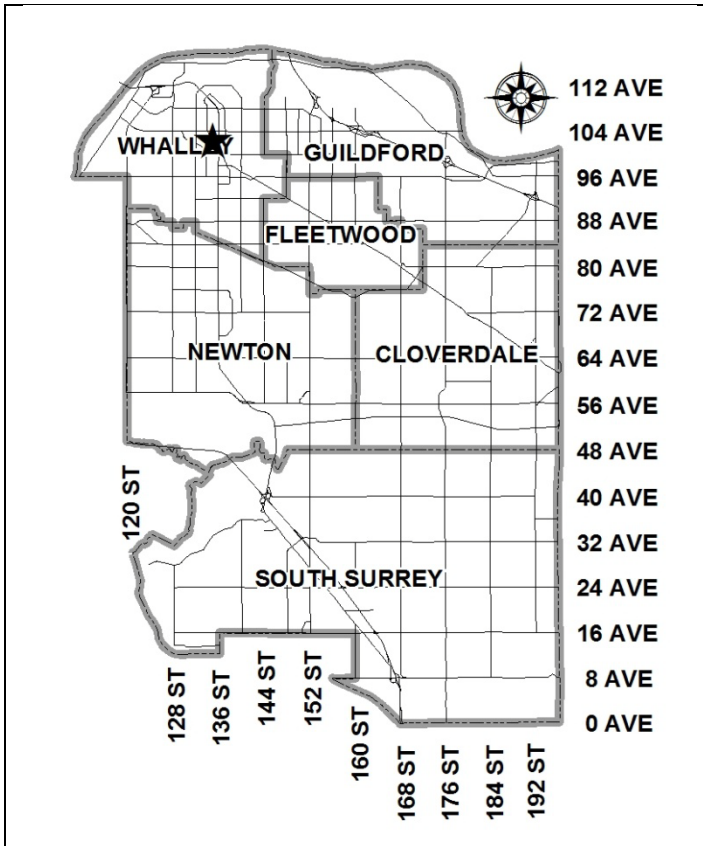 112 AVE
104 AVE
WHALLEY
GUILDFORD
96 AVE
88 AVE
FLEETWOOD
80 AVE
72 AVE
NEWTON
CLOVERDALE
64 AVE
56 AVE
48 AVE
120 ST
40 AVE
32 AVE
SOUTH SURREY
24 AVE
16 AVE
128 ST
136 ST
144 ST
152 ST
8 AVE
160 ST
0 AVE
168 ST
176 ST
184 ST
192 ST